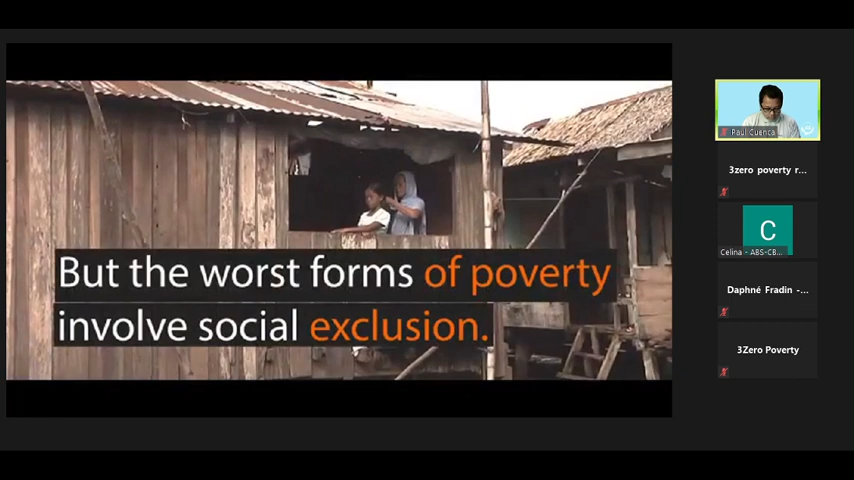 But the worst forms of poverty
involve social exclusion.
Paul Cuenca
3zero poverty r...
C
Celina - ABS-CB...
Daphné Fradin -...
3Zero Poverty